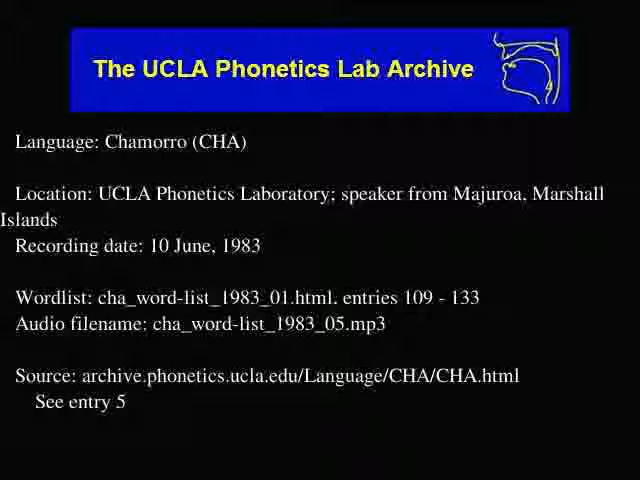 The UCLA Phonetics Lab Archive
Language: Chamorro (CHA)
Location: UCLA Phonetics Laboratory; speaker from Majuroa, Marshall
Islands
Recording date: 10 June, 1983
Wordlist: cha_word-list_1983_01.html. entries 109 - 133
Audio filename: cha_word-list_1983_05.mp3
Source: archive.phonetics.ucla.edu/Language/CHA/CHA.html
See entry 5